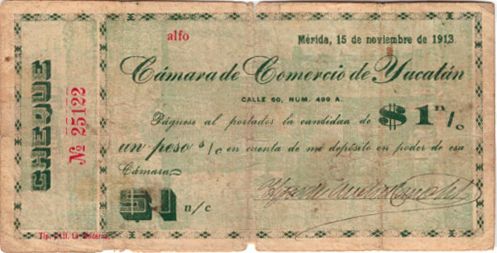 alfo
Mérida, 15 de noviembre de 1913
Cámara de Comercio de Yucatán
CALLE 60, NUM. 490 A.
Páguese al portador la cantidad de $1 n/c
un peso $/c en cuenta de mi depósito en poder de esa
Cámara
$1 n/c
CHEQUE
№ 25122